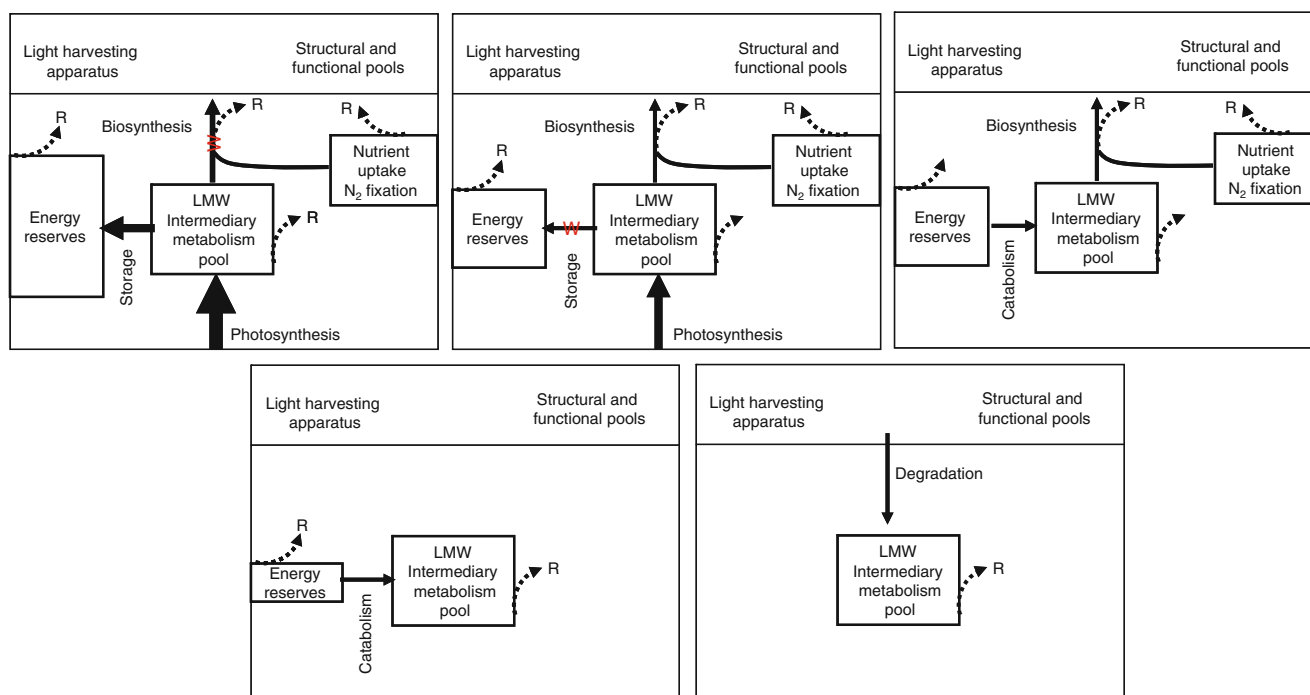 Light harvesting
apparatus
Structural and
functional pools
R
Biosynthesis
R
R
Nutrient
uptake
N₂ fixation
Energy
reserves
LMW
Intermediary
metabolism
pool
R
Storage
Photosynthesis
Light harvesting
apparatus
Structural and
functional pools
R
Biosynthesis
R
R
Nutrient
uptake
N₂ fixation
Energy
reserves
LMW
Intermediary
metabolism
pool
Storage
Photosynthesis
Light harvesting
apparatus
Structural and
functional pools
Biosynthesis
R
R
Nutrient
uptake
N₂ fixation
Energy
reserves
LMW
Intermediary
metabolism
pool
Catabolism
Light harvesting
apparatus
Structural and
functional pools
R
Energy
reserves
LMW
Intermediary
metabolism
pool
R
Catabolism
Light harvesting
apparatus
Structural and
functional pools
Degradation
LMW
Intermediary
metabolism
pool
R